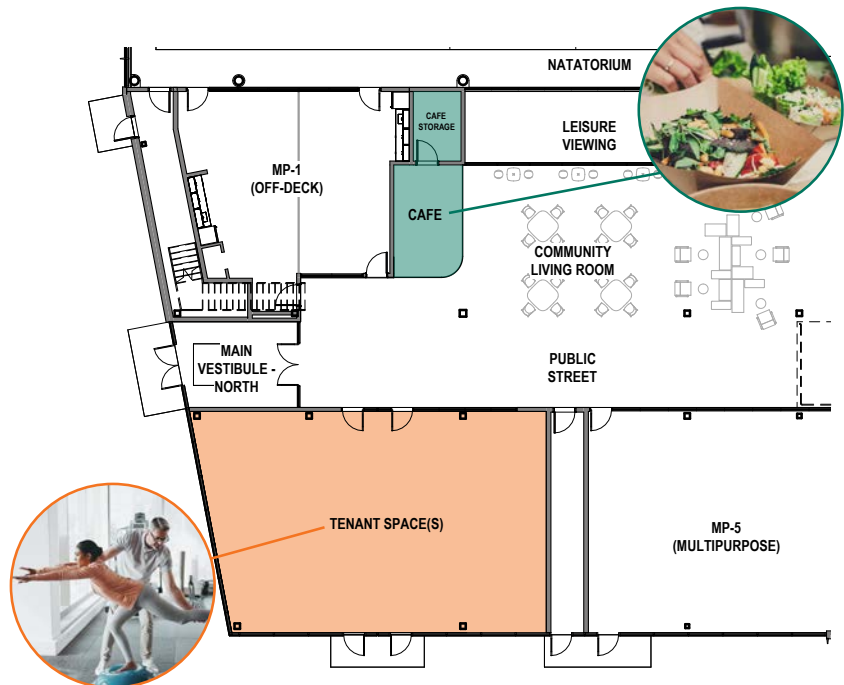 NATATORIUM
CAFE
STORAGE
LEISURE
VIEWING
MP-1
(OFF-DECK)
CAFE
COMMUNITY
LIVING ROOM
MAIN
VESTIBULE -
NORTH
PUBLIC
STREET
TENANT SPACE(S)
MP-5
(MULTIPURPOSE)